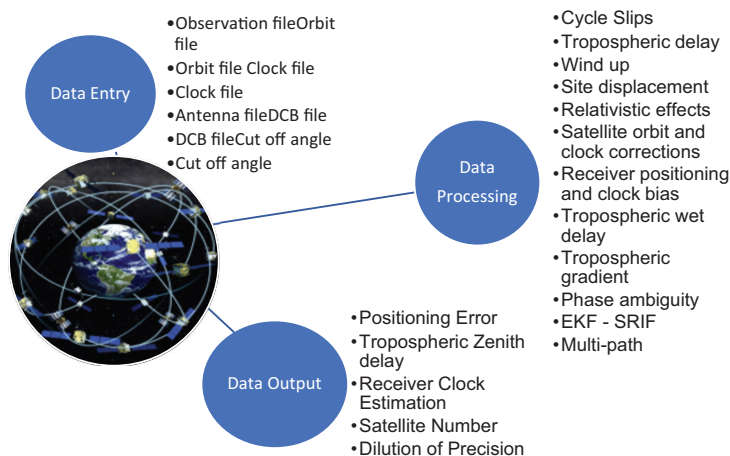 Data Entry
•Observation fileOrbit
file
•Orbit file Clock file
•Clock file
•Antenna fileDCB file
•DCB fileCut off angle
•Cut off angle
Data
Processing
•Cycle Slips
•Tropospheric delay
•Wind up
•Site displacement
•Relativistic effects
•Satellite orbit and
clock corrections
•Receiver positioning
and clock bias
•Tropospheric wet
delay
•Tropospheric
gradient
•Phase ambiguity
•EKF - SRIF
•Multi-path
Data Output
•Positioning Error
•Tropospheric Zenith
delay
•Receiver Clock
Estimation
•Satellite Number
•Dilution of Precision